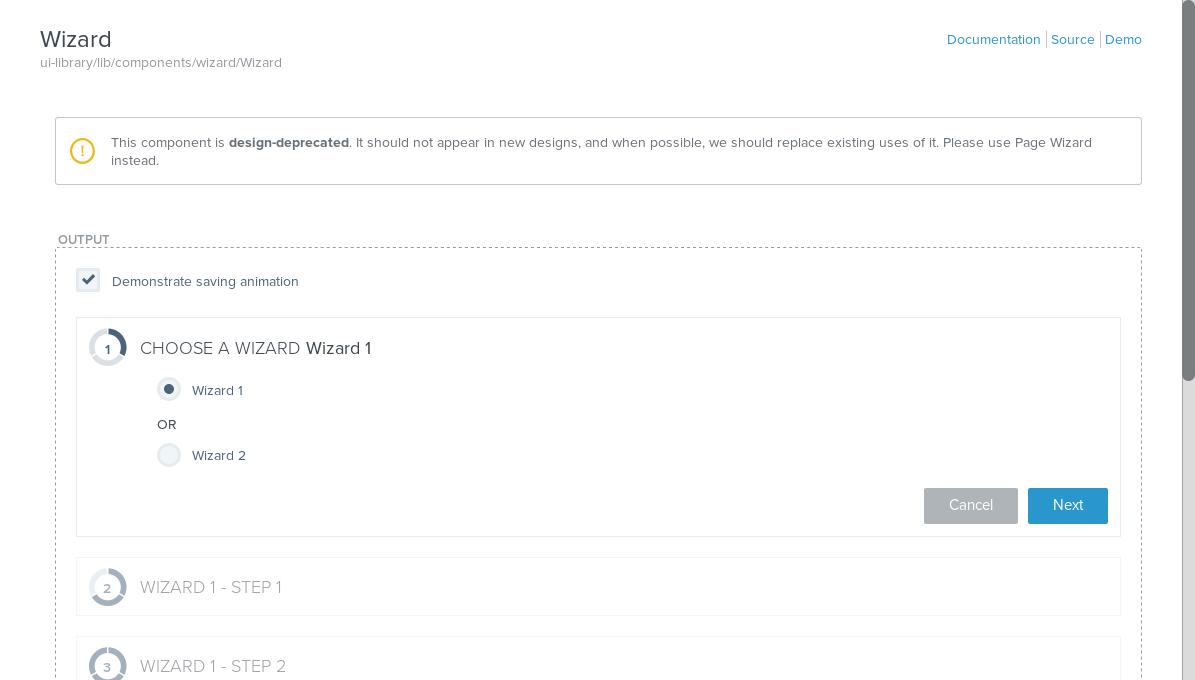 Wizard
Documentation
Source
Demo
ui-library/lib/components/wizard/Wizard
!
This component is design-deprecated. It should not appear in new designs, and when possible, we should replace existing uses of it. Please use Page Wizard
instead.
OUTPUT
Demonstrate saving animation
1
CHOOSE A WIZARD Wizard 1
Wizard 1
OR
Wizard 2
Cancel
Next
2
WIZARD 1 - STEP 1
3
WIZARD 1 - STEP 2